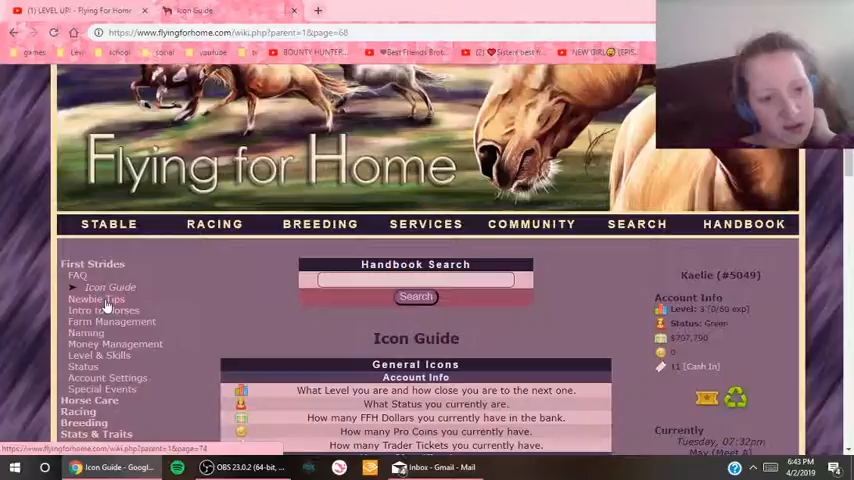 (1) LEVEL UP! - Flying For Hom
Icon Guide
https://www.flyingforhome.com/wiki.php?parent=1&page=68
games
school
social
youtube
tv
BOUNTY HUNTER...
❤Best Friends Brot...
(2) ❤Sisters best fr...
NEW GIRL😂 (EPIS...
Flying for Home
STABLE RACING BREEDING SERVICES COMMUNITY SEARCH HANDBOOK
First Strides
FAQ
➤ Icon Guide
Newbie Tips
Intro to Horses
Farm Management
Naming
Money Management
Level & Skills
Status
Account Settings
Special Events
Horse Care
Racing
Breeding
Stats & Traits
Handbook Search
Search
Icon Guide
General Icons
Account Info
What Level you are and how close you are to the next one.
What Status you currently are.
How many FFH Dollars you currently have in the bank.
How many Pro Coins you currently have.
How many Trader Tickets you currently have.
Kaelie (#5049)
Account Info
Level: 3 [0/60 exp]
Status: Green
$707,790
0
11 [Cash In]
Currently
Tuesday, 07:32pm
May (Meet A)
https://www.flyingforhome.com/wiki.php?parent=1&page=74
Icon Guide - Googl...
OBS 23.0.2 (64-bit, ...
Inbox - Gmail - Mail
6:43 PM
4/2/2019